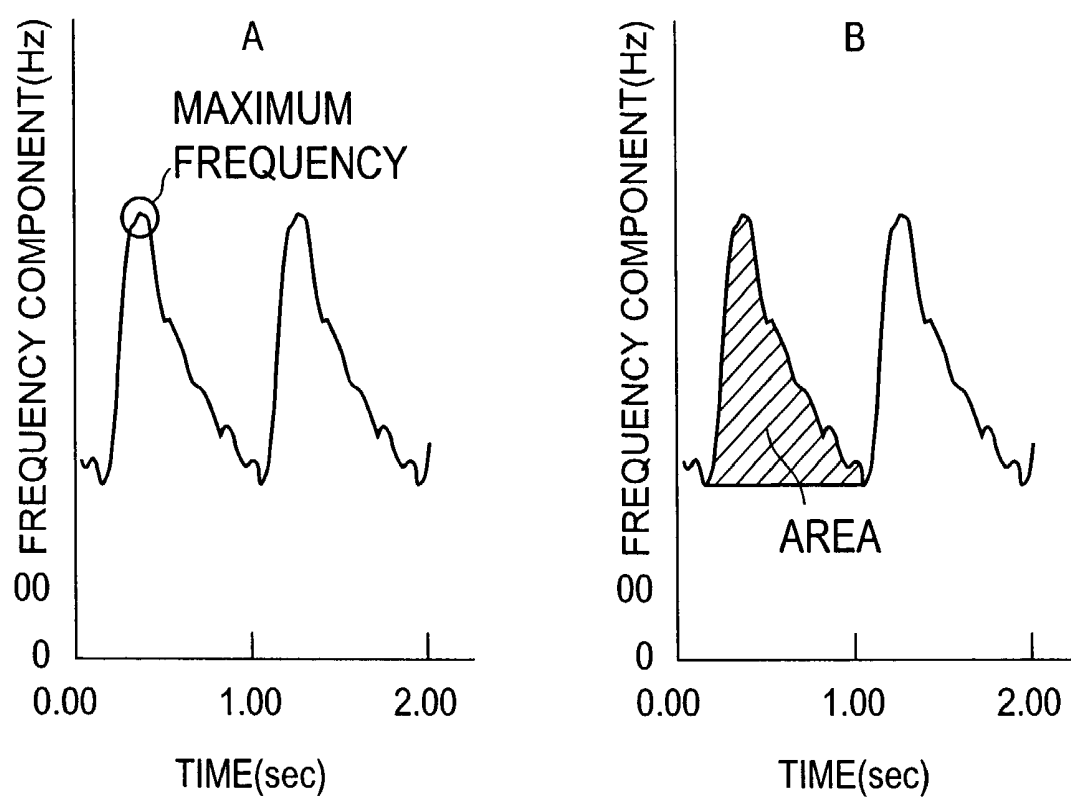 A
FREQUENCY COMPONENT(Hz)
MAXIMUM
FREQUENCY
00
0
0.00 1.00 2.00
TIME(sec)
B
FREQUENCY COMPONENT(Hz)
AREA
00
0
0.00 1.00 2.00
TIME(sec)